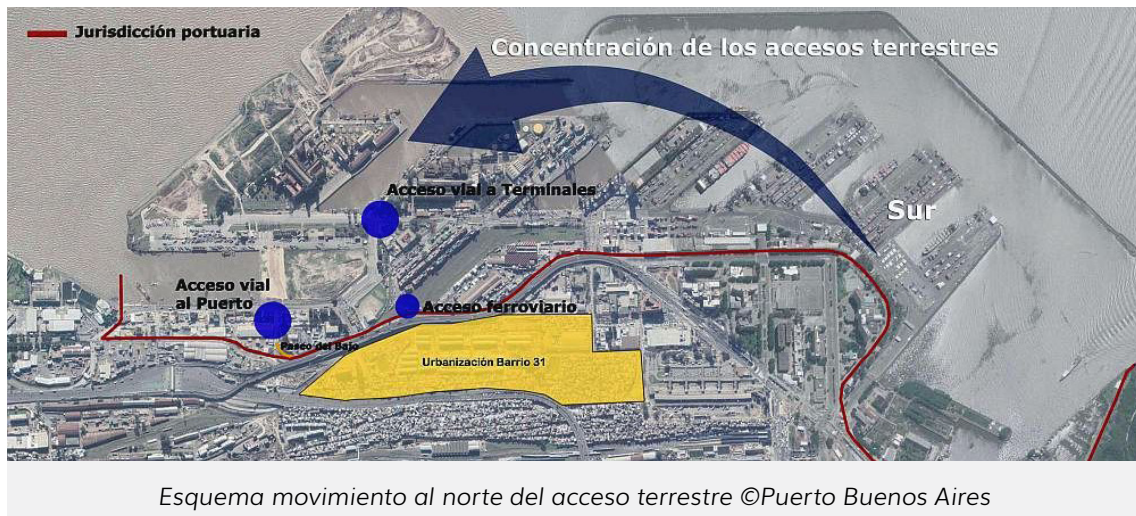 Jurisdicción portuaria
Concentración de los accesos terrestres
Acceso vial a Terminales
Sur
Acceso vial
al Puerto
Acceso ferroviario
Paseo del Bajo
Urbanización Barrio 31
Esquema movimiento al norte del acceso terrestre ©Puerto Buenos Aires